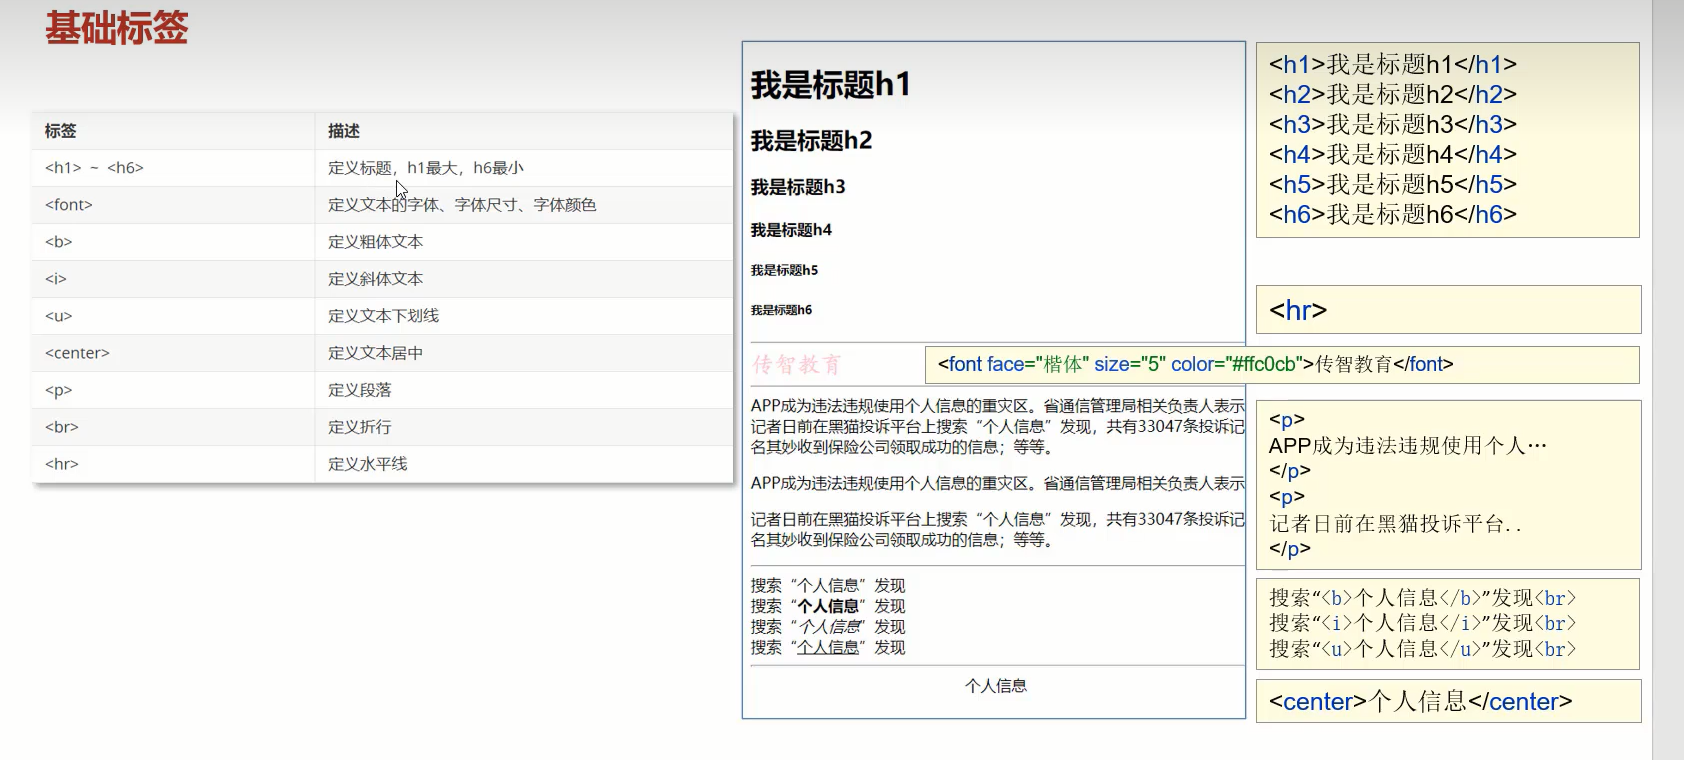 基础标签
标签 描述
<h1> ~ <h6> 定义标题，h1最大，h6最小
<font> 定义文本的字体、字体尺寸、字体颜色
<b> 定义粗体文本
<i> 定义斜体文本
<u> 定义文本下划线
<center> 定义文本居中
<p> 定义段落
<br> 定义折行
<hr> 定义水平线
我是标题h1
我是标题h2
我是标题h3
我是标题h4
我是标题h5
我是标题h6
传智教育
APP成为违法违规使用个人信息的重灾区。省通信管理局相关负责人表示
记者日前在黑猫投诉平台上搜索“个人信息”发现，共有33047条投诉记
名其妙收到保险公司领取成功的信息；等等。
APP成为违法违规使用个人信息的重灾区。省通信管理局相关负责人表示
记者日前在黑猫投诉平台上搜索“个人信息”发现，共有33047条投诉记
名其妙收到保险公司领取成功的信息；等等。
搜索“个人信息”发现
搜索“个人信息”发现
搜索“个人信息”发现
搜索“个人信息”发现
个人信息
<h1>我是标题h1</h1>
<h2>我是标题h2</h2>
<h3>我是标题h3</h3>
<h4>我是标题h4</h4>
<h5>我是标题h5</h5>
<h6>我是标题h6</h6>
<hr>
<font face="楷体" size="5" color="#ffc0cb">传智教育</font>
<p>
APP成为违法违规使用个人…
</p>
<p>
记者日前在黑猫投诉平台..
</p>
搜索“<b>个人信息</b>”发现<br>
搜索“<i>个人信息</i>”发现<br>
搜索“<u>个人信息</u>”发现<br>
<center>个人信息</center>